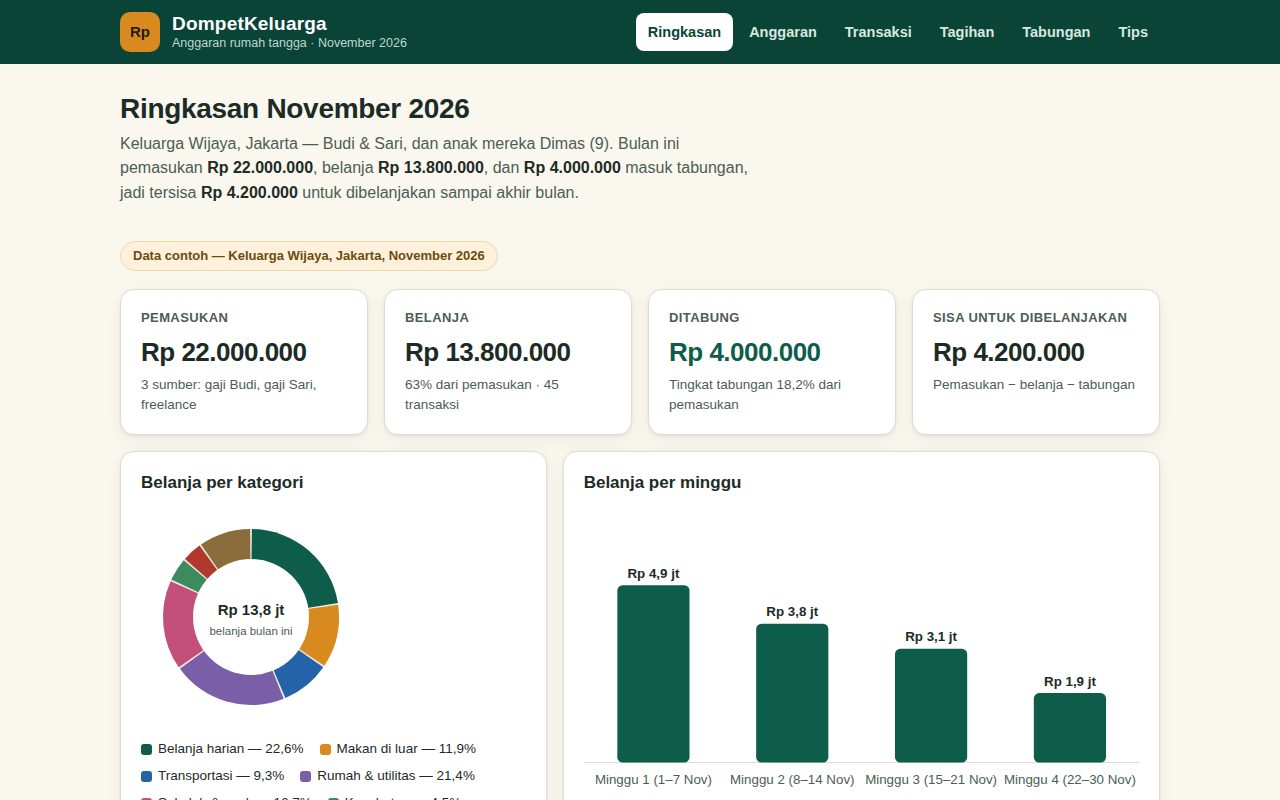 Rp
DompetKeluarga
Anggaran rumah tangga · November 2026
Ringkasan
Anggaran
Transaksi
Tagihan
Tabungan
Tips
Ringkasan November 2026
Keluarga Wijaya, Jakarta — Budi & Sari, dan anak mereka Dimas (9). Bulan ini
pemasukan Rp 22.000.000, belanja Rp 13.800.000, dan Rp 4.000.000 masuk tabungan,
jadi tersisa Rp 4.200.000 untuk dibelanjakan sampai akhir bulan.
Data contoh — Keluarga Wijaya, Jakarta, November 2026
PEMASUKAN
Rp 22.000.000
3 sumber: gaji Budi, gaji Sari,
freelance
BELANJA
Rp 13.800.000
63% dari pemasukan · 45
transaksi
DITABUNG
Rp 4.000.000
Tingkat tabungan 18,2% dari
pemasukan
SISA UNTUK DIBELANJAKAN
Rp 4.200.000
Pemasukan − belanja − tabungan
Belanja per kategori
Rp 13,8 jt
belanja bulan ini
Belanja harian — 22,6%
Makan di luar — 11,9%
Transportasi — 9,3%
Rumah & utilitas — 21,4%
Belanja per minggu
Rp 4,9 jt
Rp 3,8 jt
Rp 3,1 jt
Rp 1,9 jt
Minggu 1 (1–7 Nov)
Minggu 2 (8–14 Nov)
Minggu 3 (15–21 Nov)
Minggu 4 (22–30 Nov)